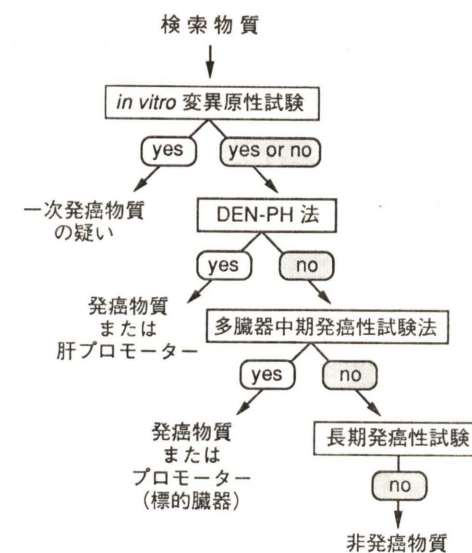 検索物質
in vitro 変異原性試験
yes
yes or no
一次発癌物質
の疑い
DEN-PH 法
yes
no
発癌物質
または
肝プロモーター
多臓器中期発癌性試験法
yes
no
発癌物質
または
プロモーター
(標的臓器)
長期発癌性試験
no
非発癌物質